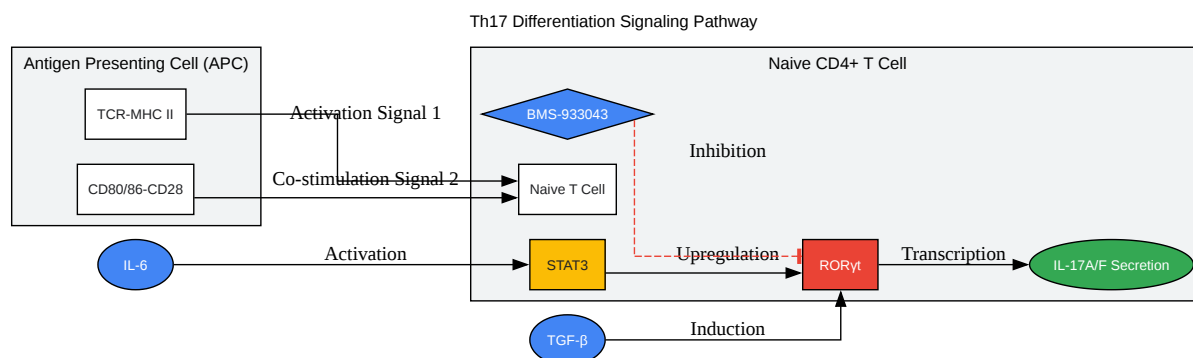 Th17 Differentiation Signaling Pathway
Antigen Presenting Cell (APC)
Naive CD4+ T Cell
TCR-MHC II
Activation Signal 1
BMS-933043
Inhibition
CD80/86-CD28
Co-stimulation Signal 2
Naive T Cell
IL-6
Activation
STAT3
Upregulation
RORγt
Transcription
IL-17A/F Secretion
TGF-β
Induction